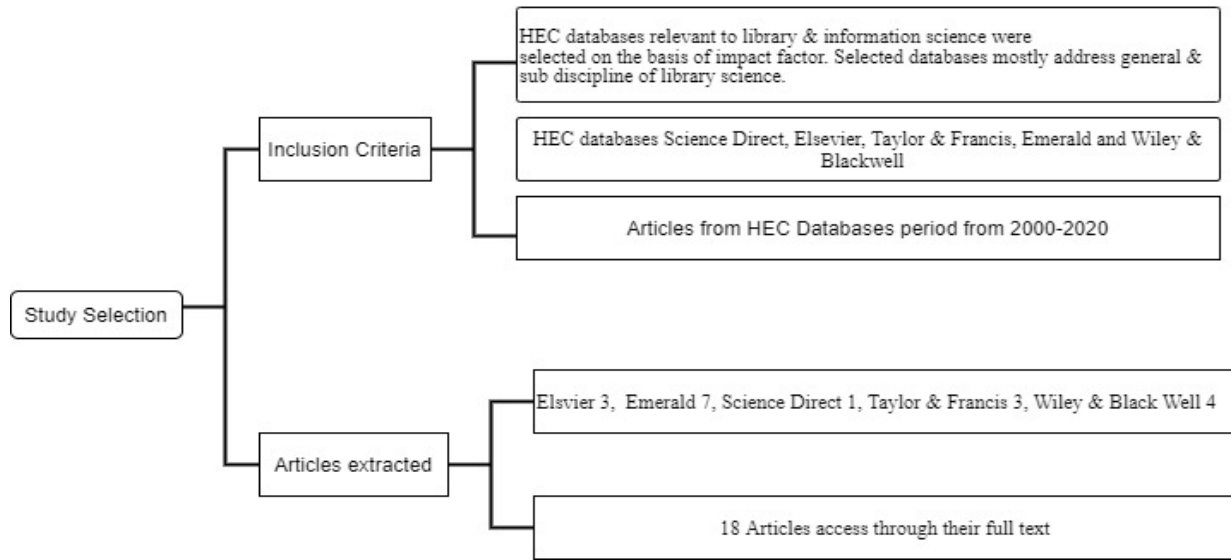 HEC databases relevant to library & information science were
selected on the basis of impact factor. Selected databases mostly address general &
sub discipline of library science.
Inclusion Criteria
HEC databases Science Direct, Elsevier, Taylor & Francis, Emerald and Wiley &
Blackwell
Articles from HEC Databases period from 2000-2020
Study Selection
Elsvier 3, Emerald 7, Science Direct 1, Taylor & Francis 3, Wiley & Black Well 4
Articles extracted
18 Articles access through their full text